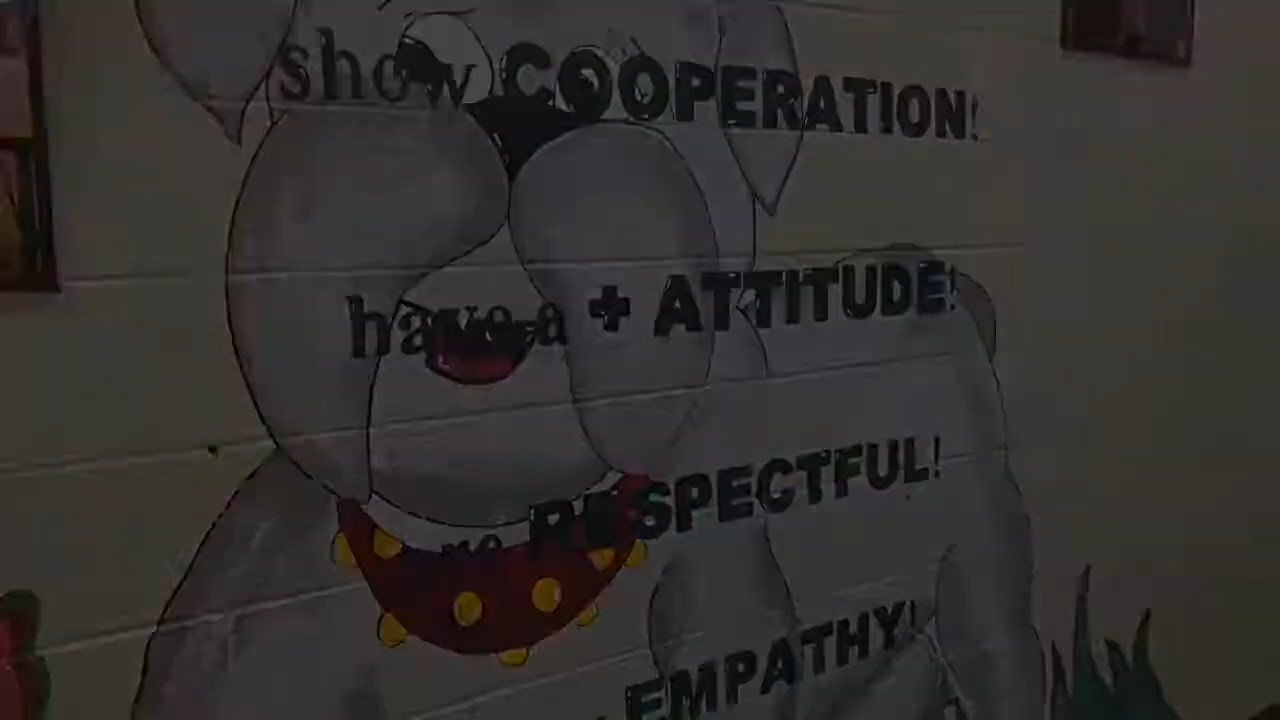 show COOPERATION!
have a + ATTITUDE!
RESPECTFUL!
EMPATHY!